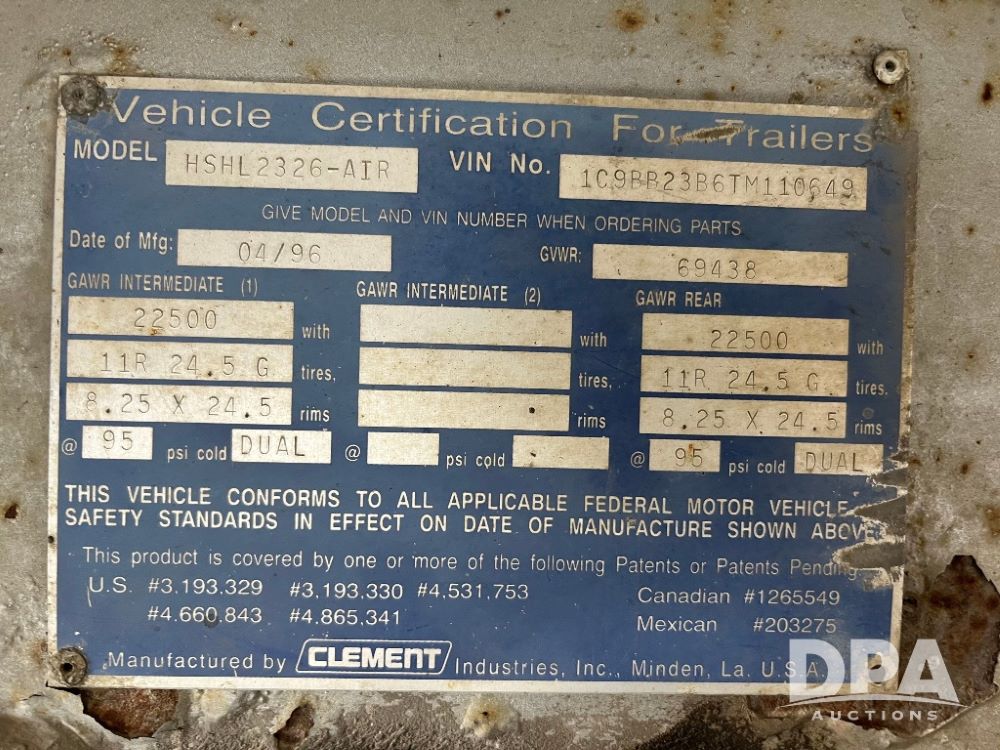 Vehicle Certification For Trailers
MODEL HSHL2326-AIR VIN No. 1C9BB23B6TM110649
GIVE MODEL AND VIN NUMBER WHEN ORDERING PARTS
Date of Mfg: 04/96 GVWR: 69438
GAWR INTERMEDIATE (1) GAWR INTERMEDIATE (2) GAWR REAR
22500 with with 22500 with
11R 24.5 G tires, tires, 11R 24.5 G tires.
8.25 X 24.5 rims rims 8.25 X 24.5 rims
@ 95 psi cold DUAL @ psi cold @ 95 psi cold DUAL
THIS VEHICLE CONFORMS TO ALL APPLICABLE FEDERAL MOTOR VEHICLE
SAFETY STANDARDS IN EFFECT ON DATE OF MANUFACTURE SHOWN ABOVE
This product is covered by one or more of the following Patents or Patents Pending
U.S. #3.193.329 #3.193.330 #4.531.753 Canadian #1265549
#4.660.843 #4.865.341 Mexican #203275
Manufactured by CLEMENT Industries, Inc., Minden, La. U.S.A.
DPA
AUCTIONS